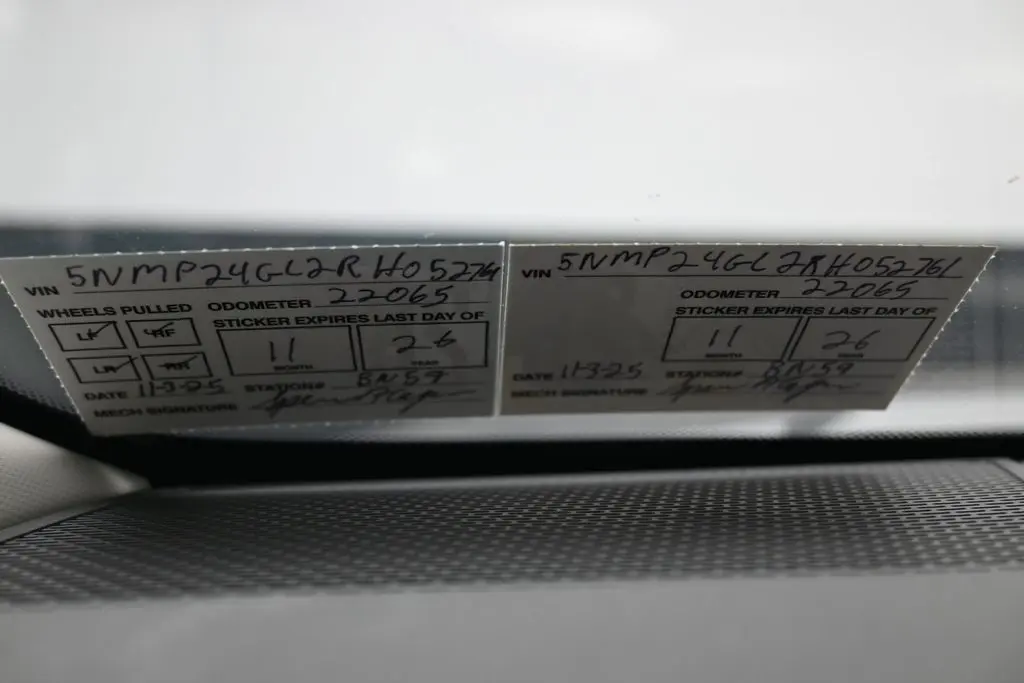 VIN 5NMP24GL2RH052761
WHEELS PULLED ODOMETER 22065
STICKER EXPIRES LAST DAY OF
LF RF
LR RR
11 26
MONTH YEAR
DATE 11-3-25 STATION# BN59
MECH SIGNATURE
VIN 5NMP24GL2RH052761
ODOMETER 22065
STICKER EXPIRES LAST DAY OF
11 26
MONTH YEAR
DATE 11-3-25 STATION# BN59
MECH SIGNATURE